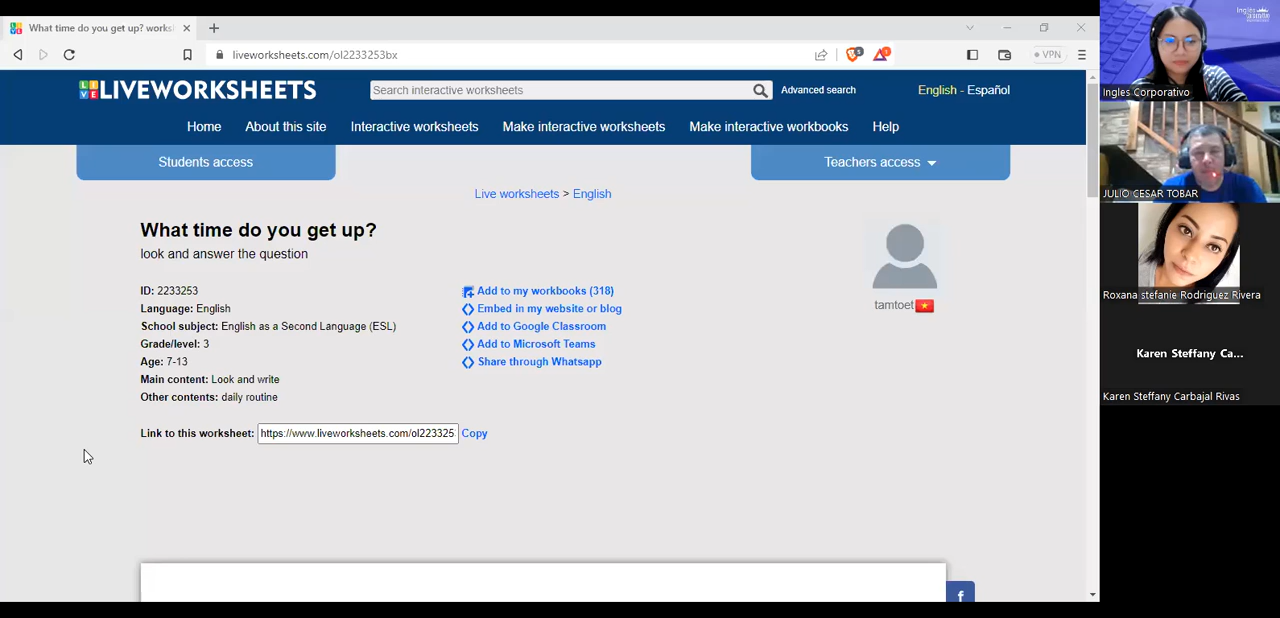 What time do you get up? works
liveworksheets.com/ol2233253bx
VPN
LIVEWORKSHEETS
Search interactive worksheets
Advanced search
English - Español
Home
About this site
Interactive worksheets
Make interactive worksheets
Make interactive workbooks
Help
Students access
Teachers access
Live worksheets > English
What time do you get up?
look and answer the question
ID: 2233253
Language: English
School subject: English as a Second Language (ESL)
Grade/level: 3
Age: 7-13
Main content: Look and write
Other contents: daily routine
Add to my workbooks (318)
Embed in my website or blog
Add to Google Classroom
Add to Microsoft Teams
Share through Whatsapp
tamtoet
Link to this worksheet: https://www.liveworksheets.com/ol223325 Copy
f
Ingles Corporativo
JULIO CESAR TOBAR
Roxana stefanie Rodriguez Rivera
Karen Steffany Ca...
Karen Steffany Carbajal Rivas